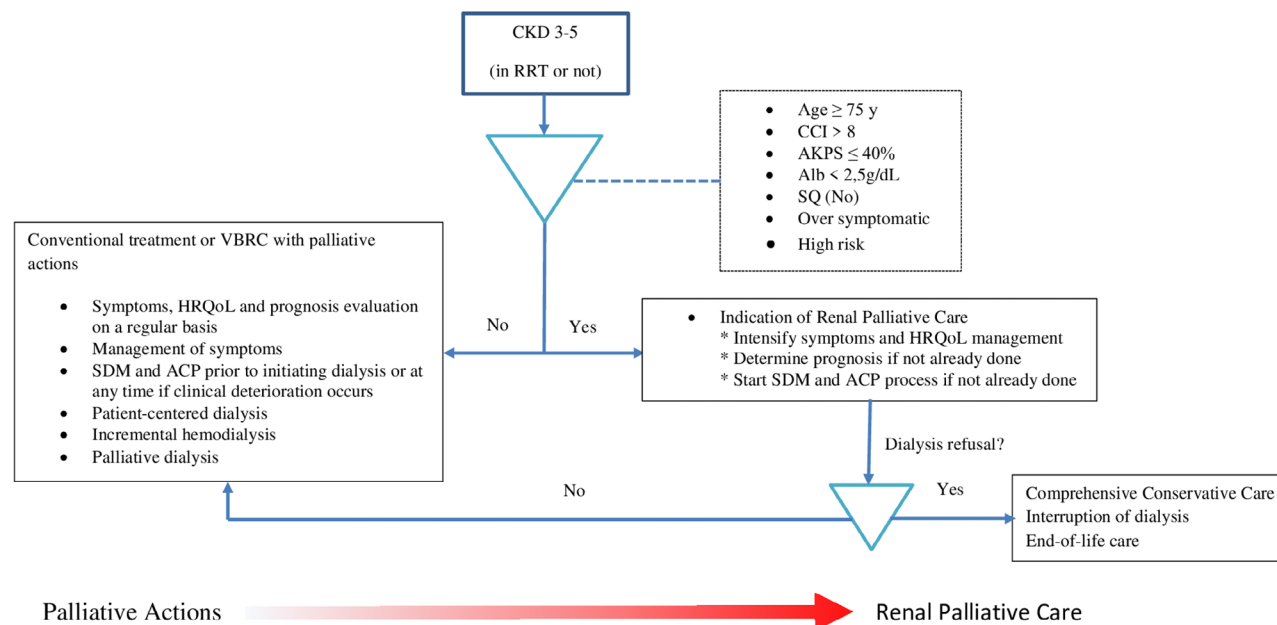 CKD 3-5
(in RRT or not)
• Age ≥ 75 y
• CCI > 8
• AKPS ≤ 40%
• Alb < 2,5g/dL
• SQ (No)
• Over symptomatic
• High risk
Conventional treatment or VBRC with palliative
actions
• Symptoms, HRQoL and prognosis evaluation
on a regular basis
• Management of symptoms
• SDM and ACP prior to initiating dialysis or at
any time if clinical deterioration occurs
• Patient-centered dialysis
• Incremental hemodialysis
• Palliative dialysis
No
Yes
• Indication of Renal Palliative Care
* Intensify symptoms and HRQoL management
* Determine prognosis if not already done
* Start SDM and ACP process if not already done
Dialysis refusal?
No
Yes
Comprehensive Conservative Care
Interruption of dialysis
End-of-life care
Palliative Actions
Renal Palliative Care